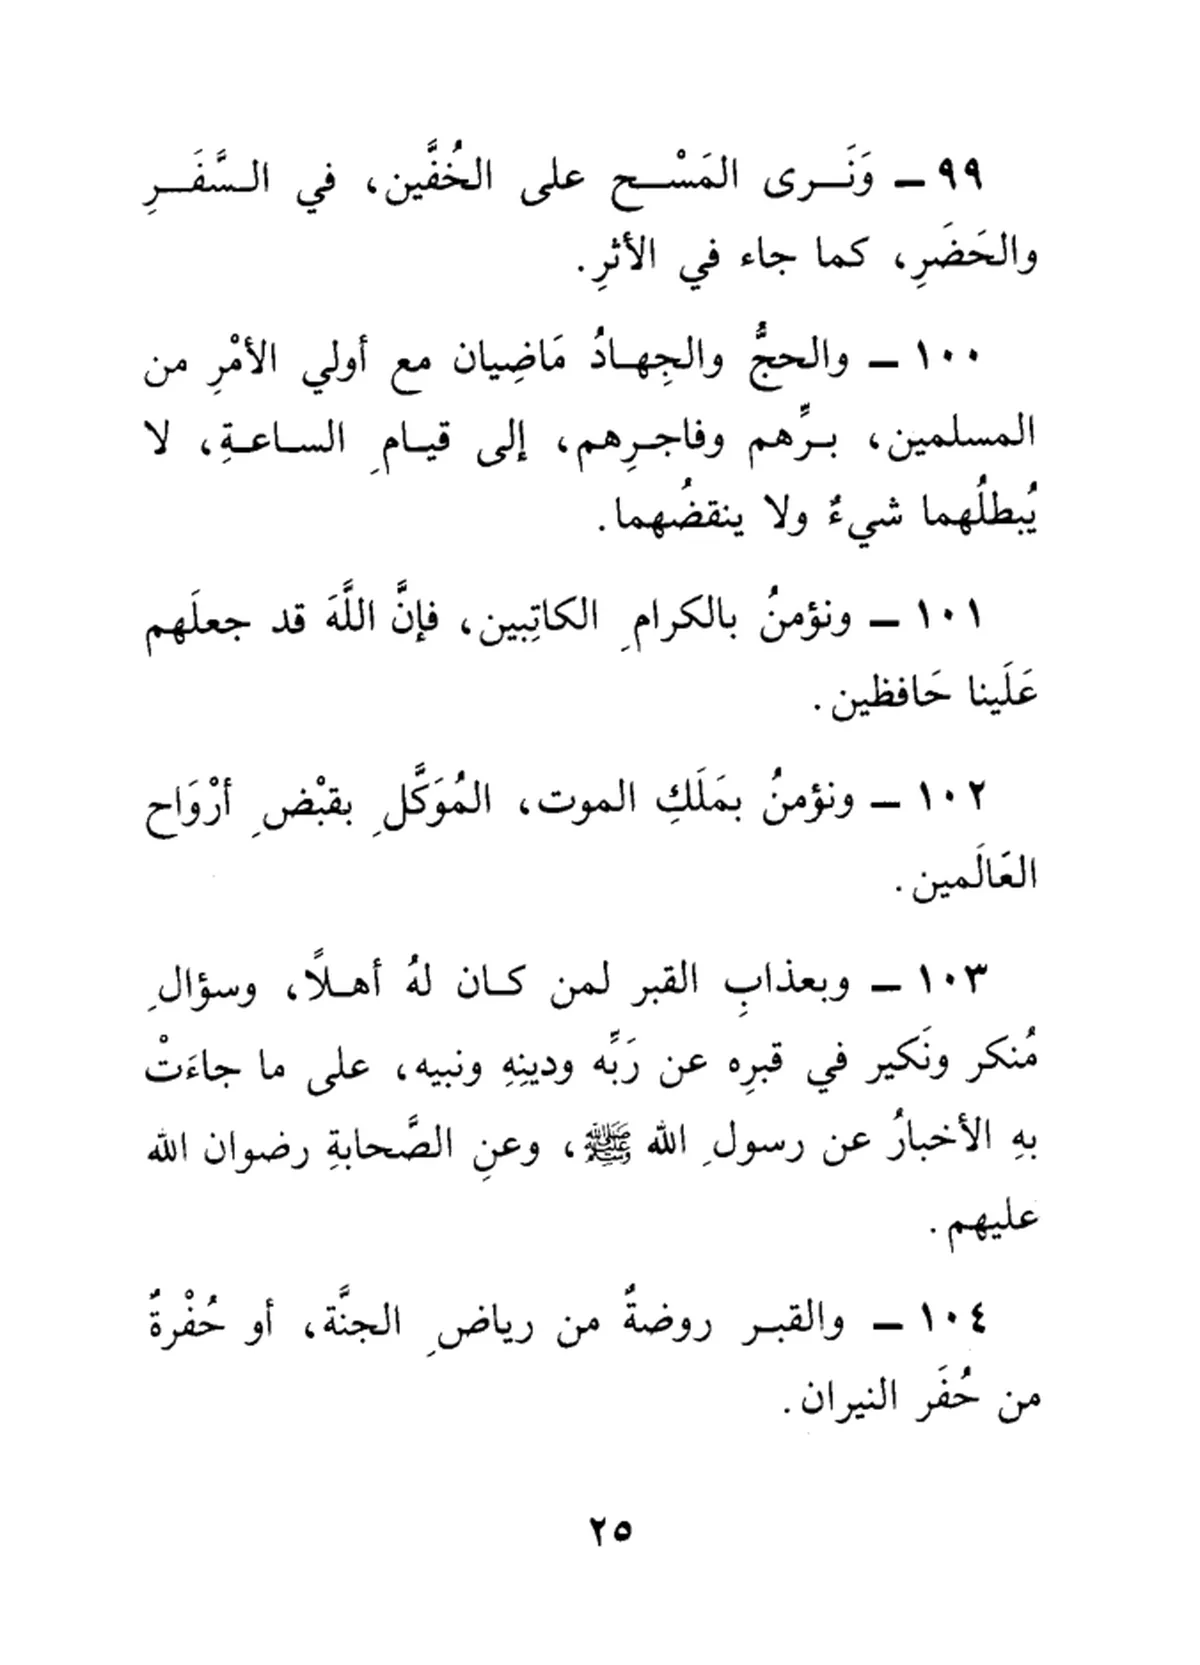 ٩٩ ـ وَنَـرى المَسْـح على الخُفَّين، في السَّفَـرِ
والحَضَرِ، كما جاء في الأثرِ.
١٠٠ ـ والحجُّ والجِهادُ مَاضِيان مع أولي الأمْرِ من
المسلمين، برِّهم وفاجرِهم، إلى قيامِ الساعةِ، لا
يُبطلُهما شيءٌ ولا ينقضُهما.
١٠١ ـ ونؤمنُ بالكرامِ الكاتِبين، فإنَّ اللَّهَ قد جعلَهم
عَلَينا حَافظين.
١٠٢ ـ ونؤمنُ بمَلَكِ الموت، المُوَكَّلِ بقبْضِ أرْوَاح
العَالَمين.
١٠٣ ـ وبعذابِ القبر لمن كان لهُ أهلاً، وسؤالِ
مُنكر ونَكير في قبرِه عن رَبِّه ودينِهِ ونبيه، على ما جاءَتْ
بهِ الأخبارُ عن رسولِ الله ﷺ، وعنِ الصَّحابةِ رضوان الله
عليهم.
١٠٤ ـ والقبر روضةٌ من رياضِ الجنَّة، أو حُفْرةٌ
من حُفَر النيران.
٢٥